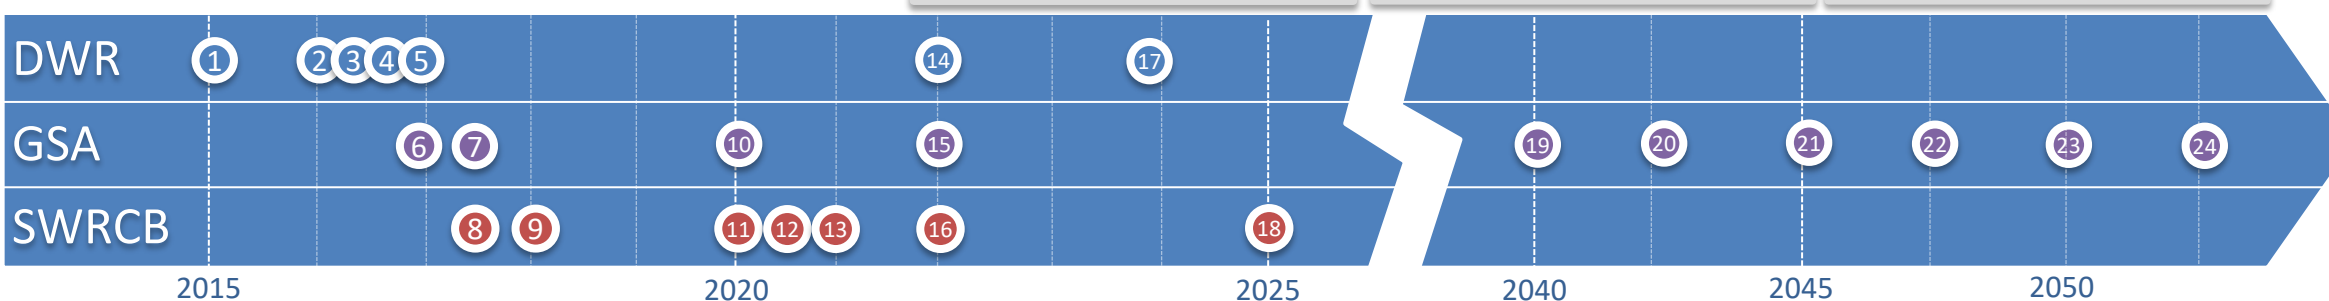 DWR 1 2 3 4 5 14 17
GSA 6 7 10 15 19 20 21 22 23 24
SWRCB 8 9 11 12 13 16 18
2015 2020 2025 2040 2045 2050